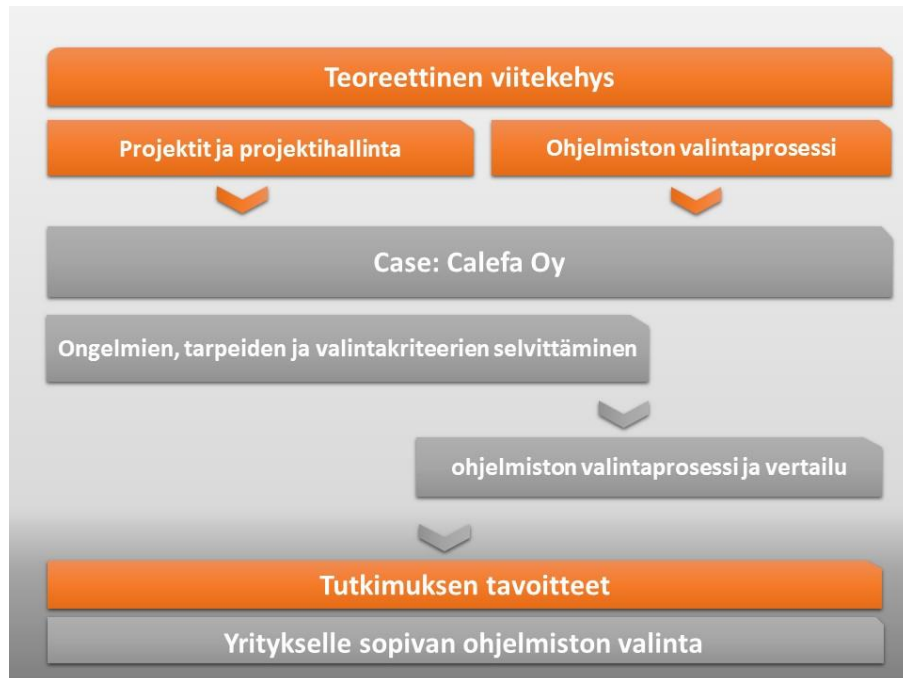 Teoreettinen viitekehys
Projektit ja projektihallinta
Ohjelmiston valintaprosessi
Case: Calefa Oy
Ongelmien, tarpeiden ja valintakriteerien selvittäminen
ohjelmiston valintaprosessi ja vertailu
Tutkimuksen tavoitteet
Yritykselle sopivan ohjelmiston valinta